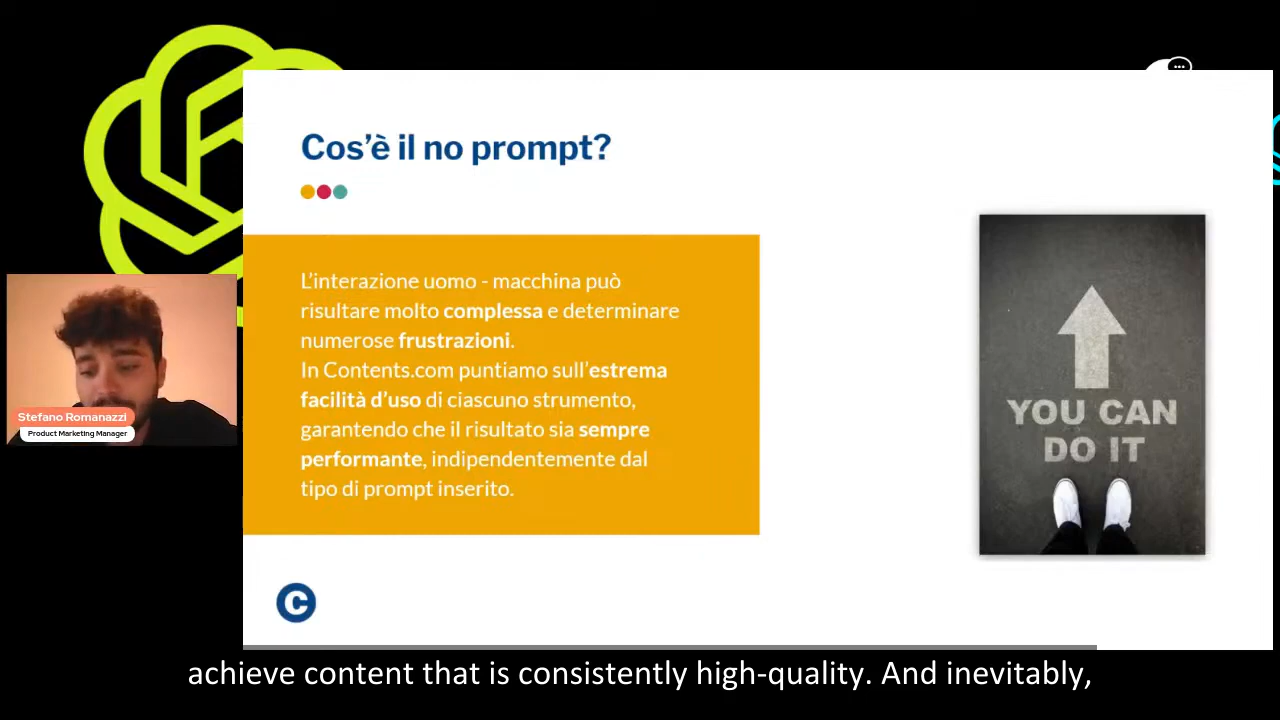 Cos’è il no prompt?
L’interazione uomo - macchina può
risultare molto complessa e determinare
numerose frustrazioni.
In Contents.com puntiamo sull’estrema
facilità d’uso di ciascuno strumento,
garantendo che il risultato sia sempre
performante, indipendentemente dal
tipo di prompt inserito.
YOU CAN
DO IT
Stefano Romanazzi
Product Marketing Manager
C
achieve content that is consistently high-quality. And inevitably,